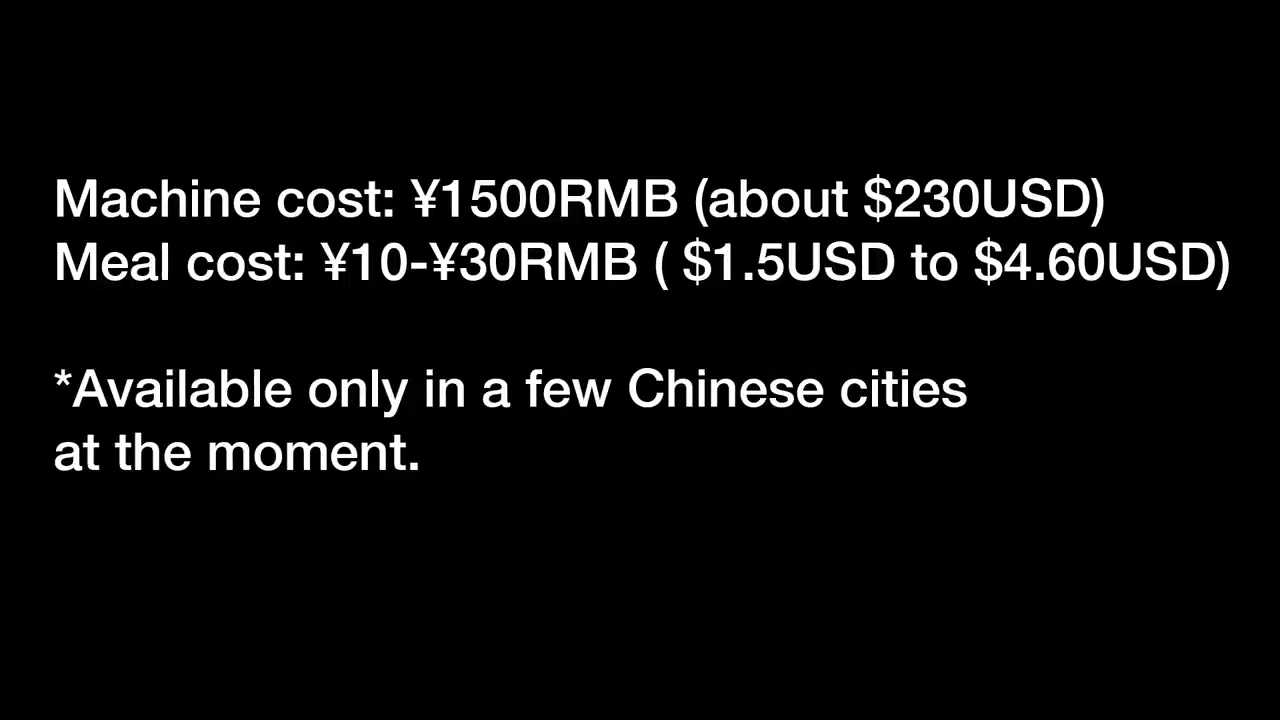 Machine cost: ¥1500RMB (about $230USD)
Meal cost: ¥10-¥30RMB ( $1.5USD to $4.60USD)
*Available only in a few Chinese cities
at the moment.